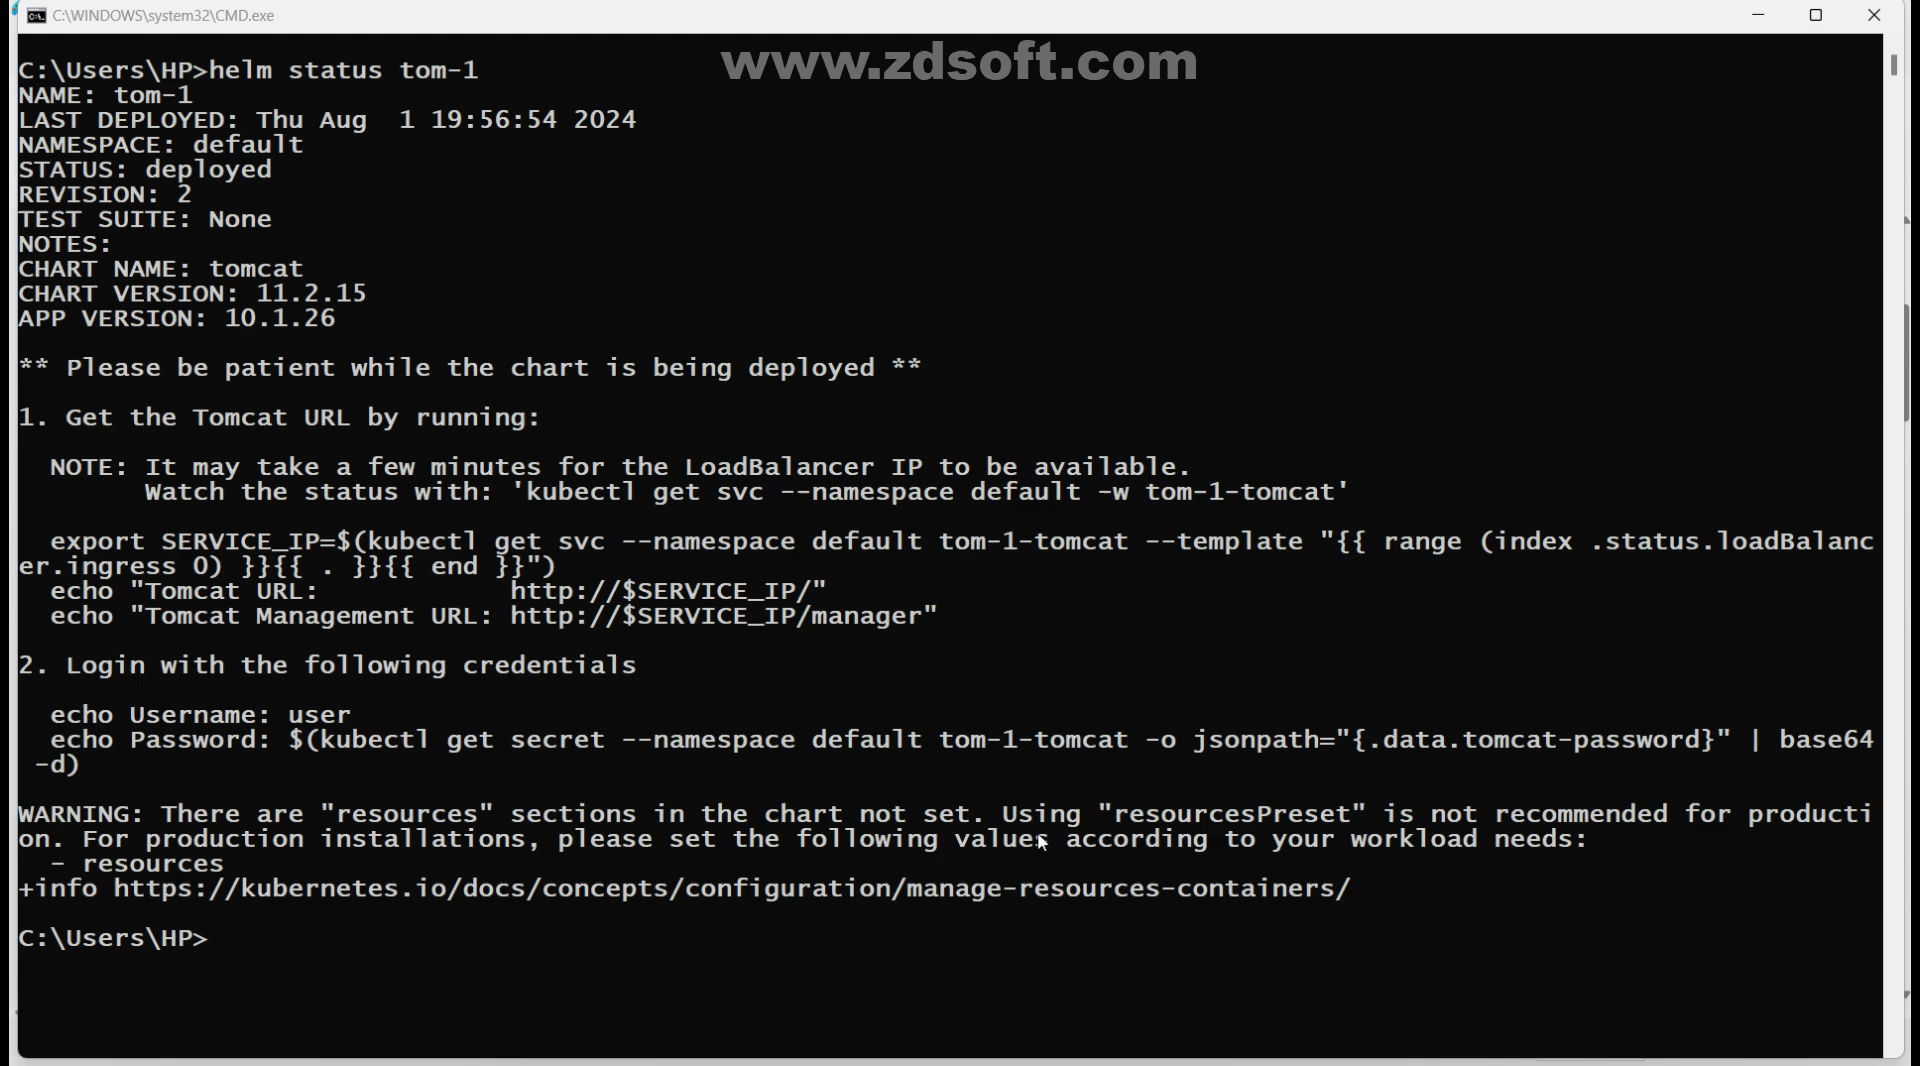 C:\WINDOWS\system32\CMD.exe
www.zdsoft.com
C:\Users\HP>helm status tom-1
NAME: tom-1
LAST DEPLOYED: Thu Aug  1 19:56:54 2024
NAMESPACE: default
STATUS: deployed
REVISION: 2
TEST SUITE: None
NOTES:
CHART NAME: tomcat
CHART VERSION: 11.2.15
APP VERSION: 10.1.26
** Please be patient while the chart is being deployed **
1. Get the Tomcat URL by running:
  NOTE: It may take a few minutes for the LoadBalancer IP to be available.
        Watch the status with: 'kubectl get svc --namespace default -w tom-1-tomcat'
  export SERVICE_IP=$(kubectl get svc --namespace default tom-1-tomcat --template "{{ range (index .status.loadBalanc
er.ingress 0) }}{{ . }}{{ end }}")
  echo "Tomcat URL:            http://$SERVICE_IP/"
  echo "Tomcat Management URL: http://$SERVICE_IP/manager"
2. Login with the following credentials
  echo Username: user
  echo Password: $(kubectl get secret --namespace default tom-1-tomcat -o jsonpath="{.data.tomcat-password}" | base64
 -d)
WARNING: There are "resources" sections in the chart not set. Using "resourcesPreset" is not recommended for producti
on. For production installations, please set the following values according to your workload needs:
  - resources
+info https://kubernetes.io/docs/concepts/configuration/manage-resources-containers/
C:\Users\HP>